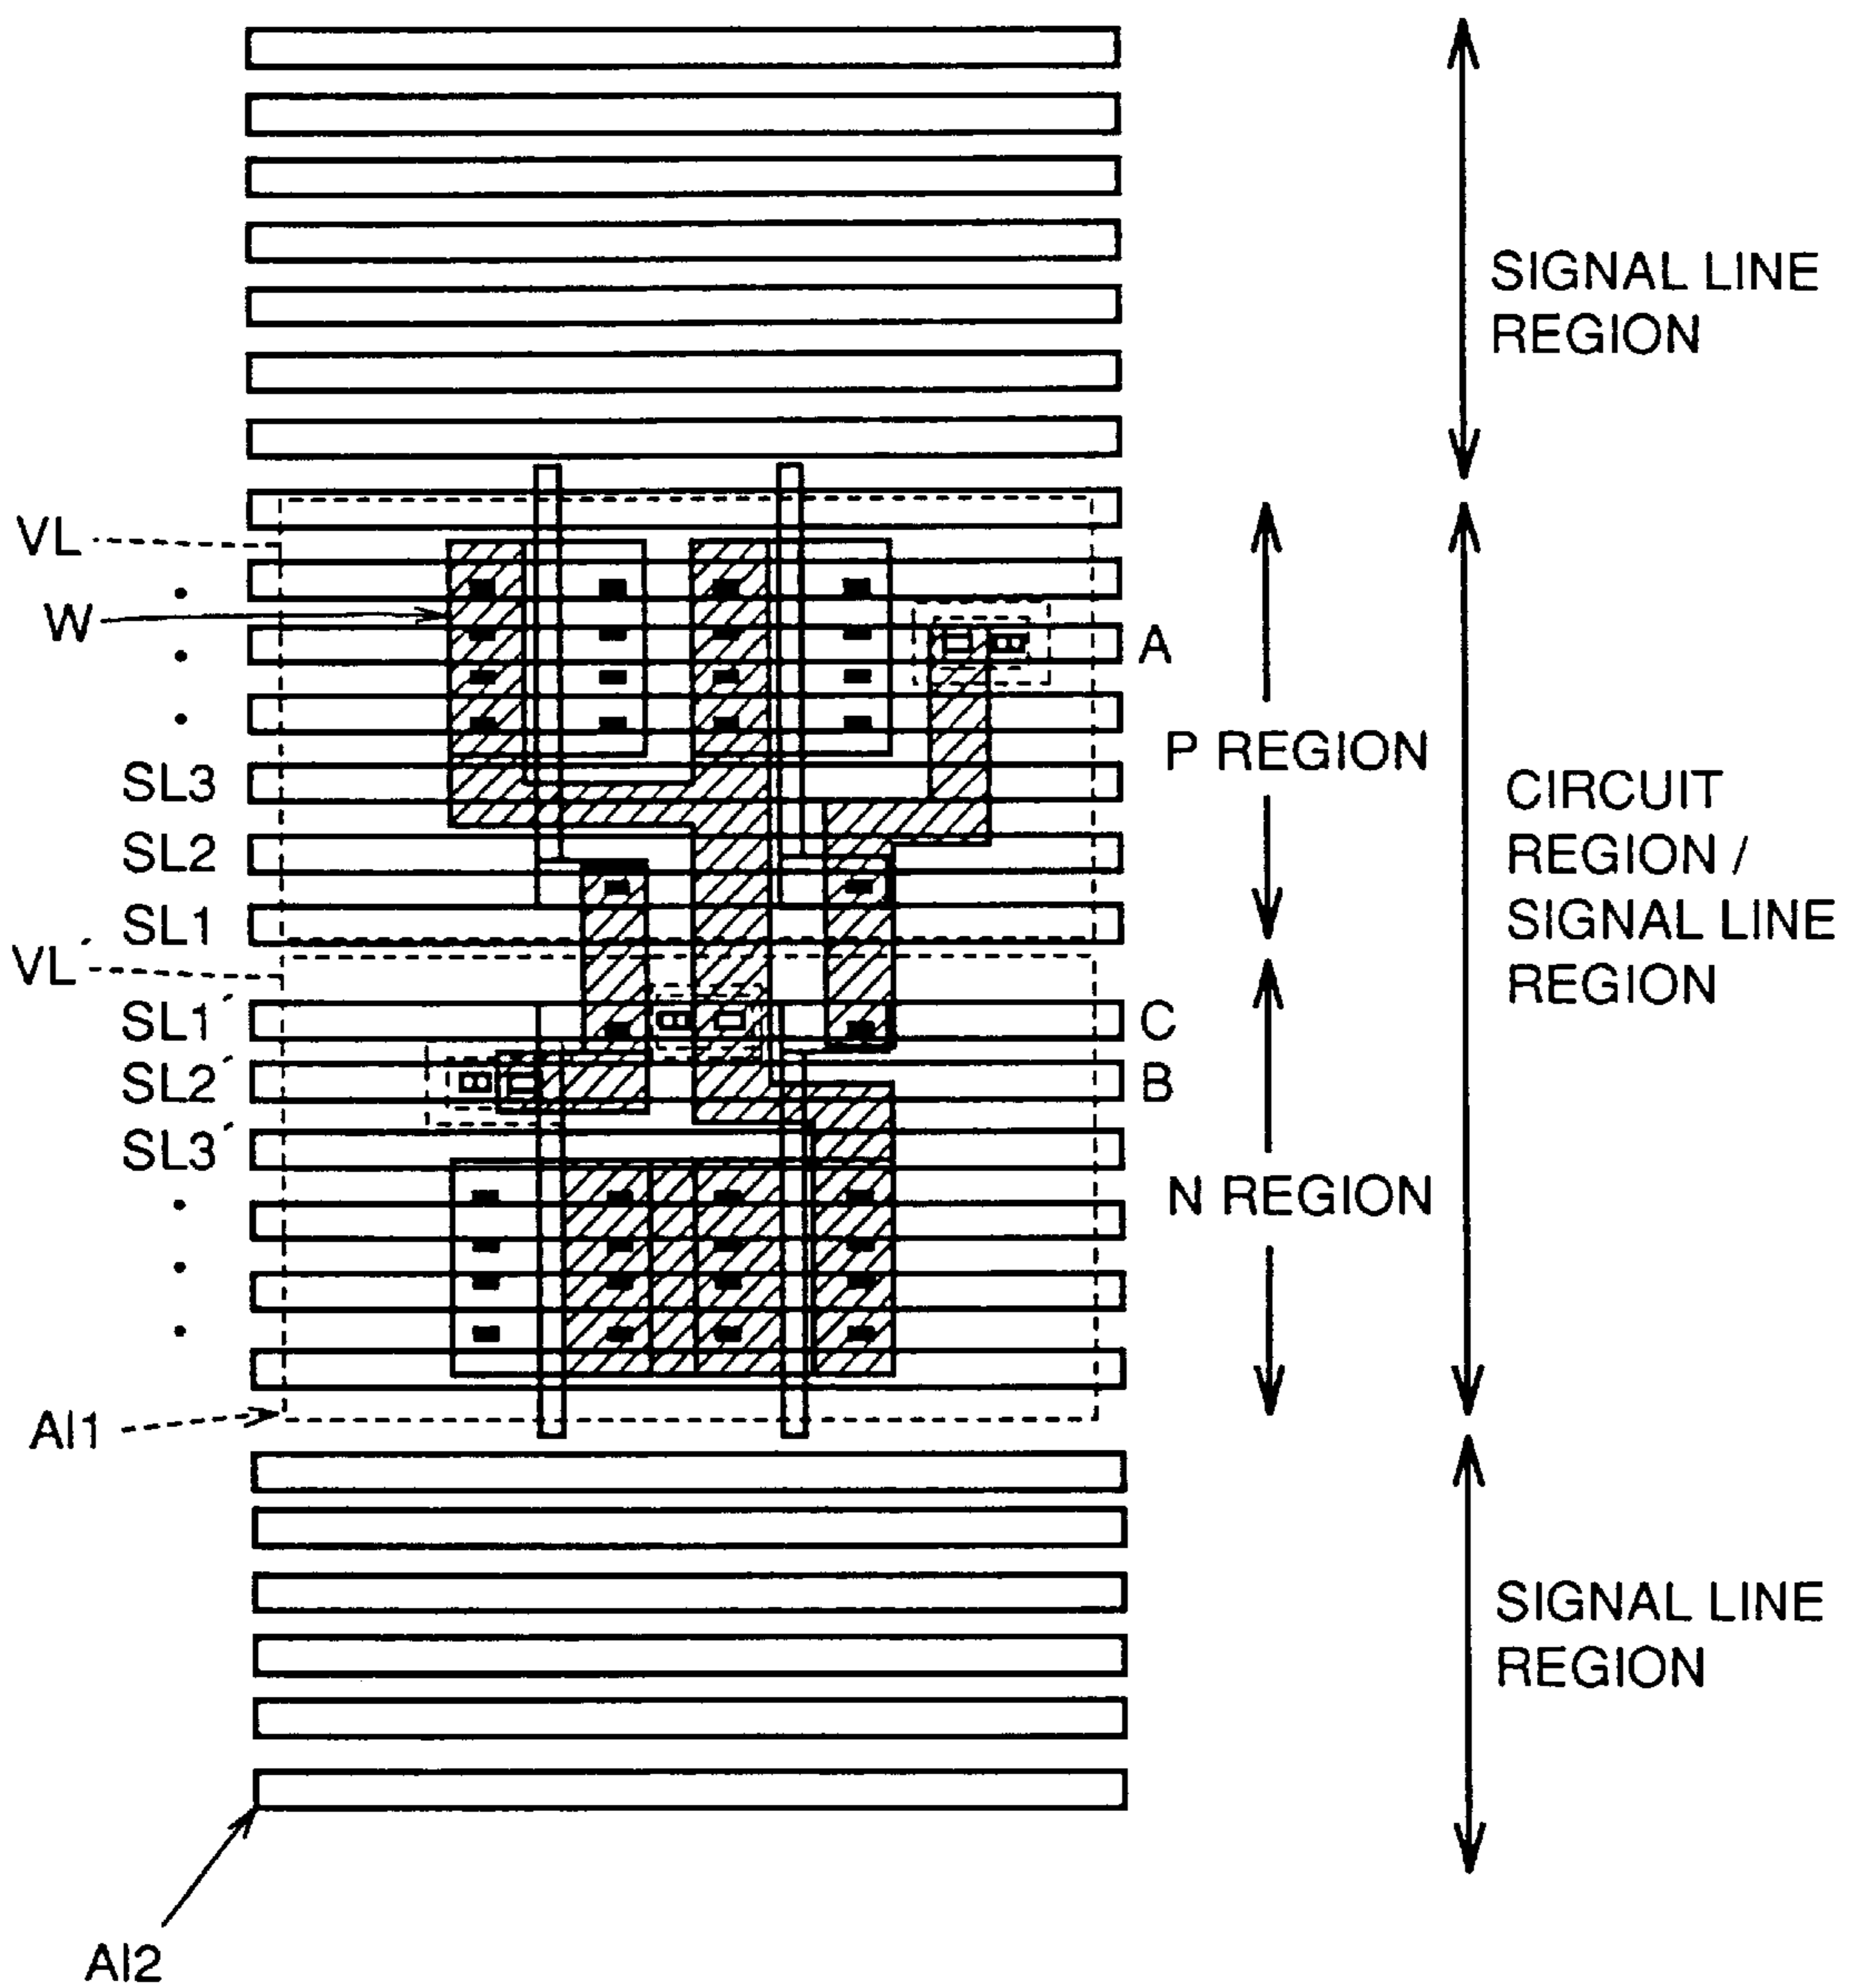 SIGNAL LINE
REGION
VL
W
A
SL3
P REGION
CIRCUIT
REGION /
SIGNAL LINE
REGION
SL2
SL1
VL´
SL1´
C
SL2´
B
SL3´
N REGION
Al1
SIGNAL LINE
REGION
Al2